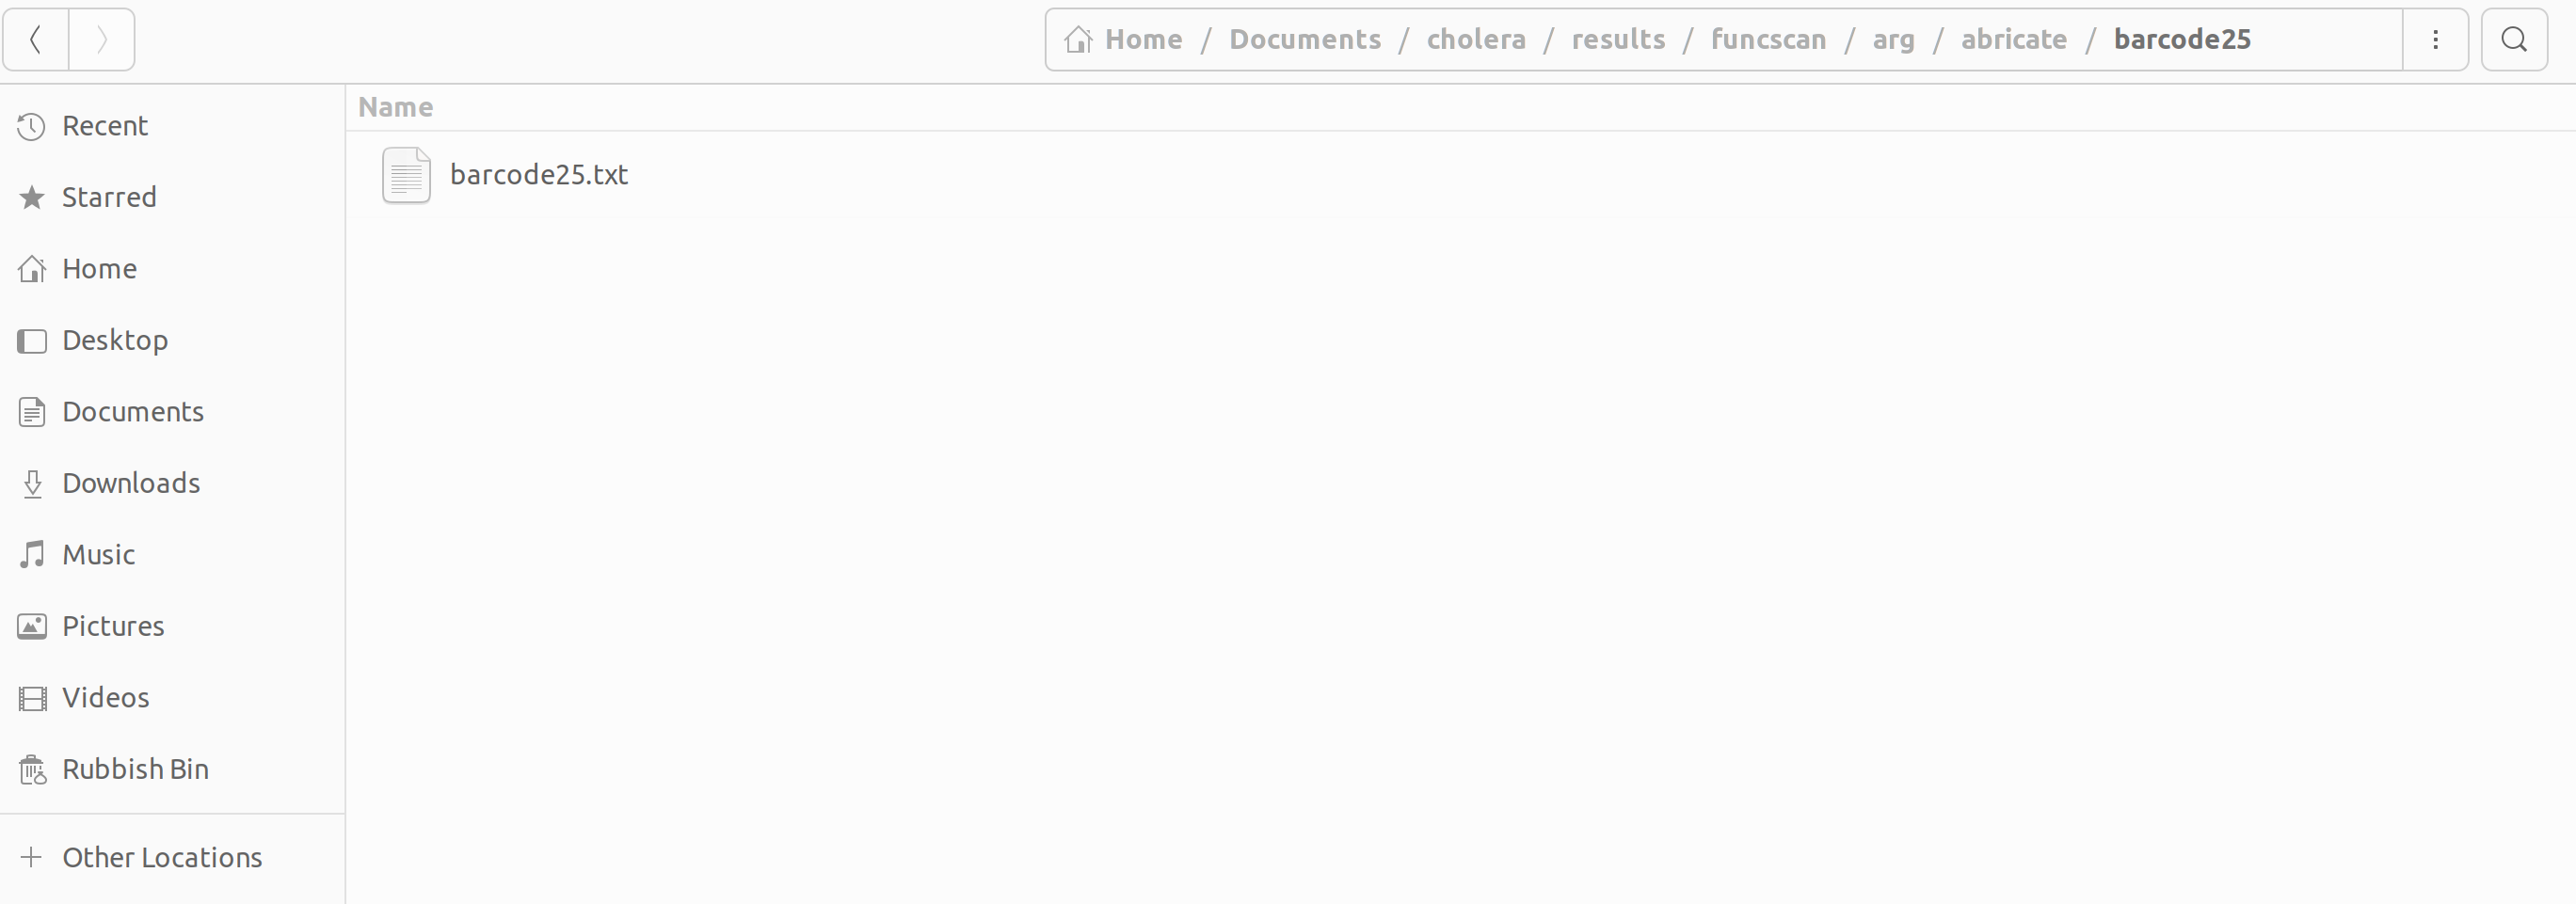 Home / Documents / cholera / results / funcscan / arg / abricate / barcode25
Name
barcode25.txt
Recent
Starred
Home
Desktop
Documents
Downloads
Music
Pictures
Videos
Rubbish Bin
Other Locations